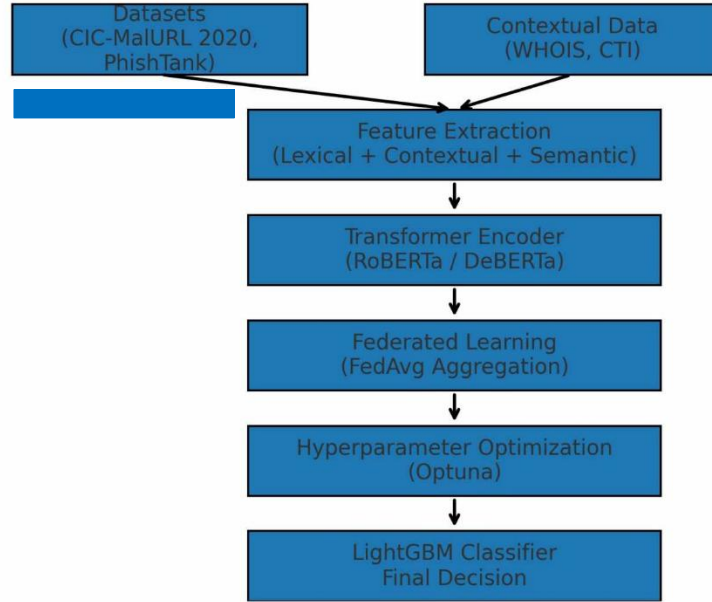 Datasets
(CIC-MalURL 2020,
PhishTank)
Contextual Data
(WHOIS, CTI)
Feature Extraction
(Lexical + Contextual + Semantic)
Transformer Encoder
(RoBERTa / DeBERTa)
Federated Learning
(FedAvg Aggregation)
Hyperparameter Optimization
(Optuna)
LightGBM Classifier
Final Decision